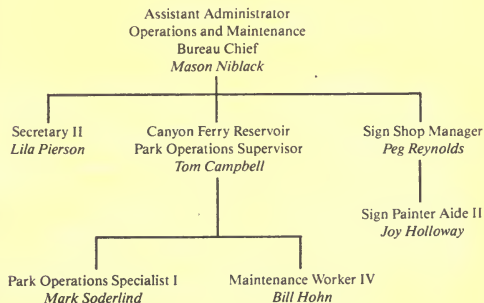 Assistant Administrator
Operations and Maintenance
Bureau Chief
Mason Niblack
Secretary II
Lila Pierson
Canyon Ferry Reservoir
Park Operations Supervisor
Tom Campbell
Sign Shop Manager
Peg Reynolds
Sign Painter Aide II
Joy Holloway
Park Operations Specialist I
Mark Soderlind
Maintenance Worker IV
Bill Hohn